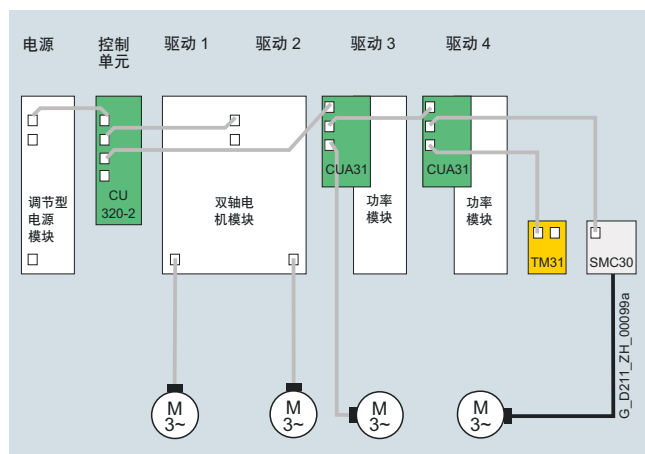 电源
控制
单元
驱动 1
驱动 2
驱动 3
驱动 4
调节型
电源
模块
CU
320-2
双轴电
机模块
CUA31
功率
模块
CUA31
功率
模块
TM31
SMC30
M
3~
M
3~
M
3~
M
3~
G_D211_ZH_00099a